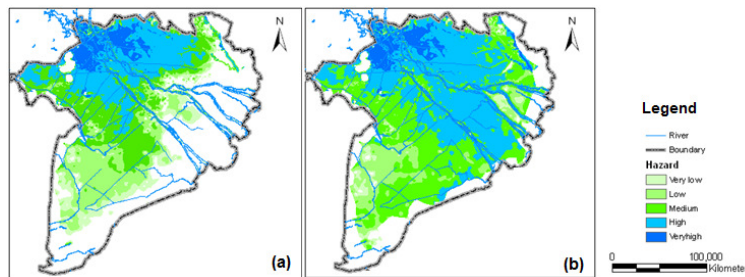 N
N
(a)
(b)
Legend
River
Boundary
Hazard
Very low
Low
Medium
High
Veryhigh
0 100,000
Kilomete